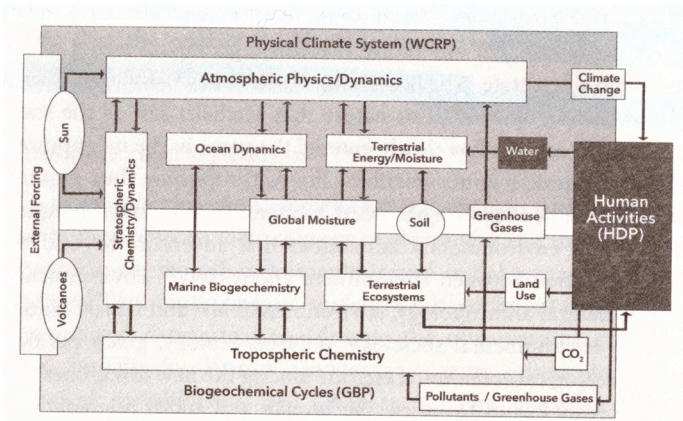 Physical Climate System (WCRP)
Atmospheric Physics/Dynamics
Climate
Change
External Forcing
Sun
Stratospheric
Chemistry/Dynamics
Ocean Dynamics
Terrestrial
Energy/Moisture
Water
Human
Activities
(HDP)
Global Moisture
Soil
Greenhouse
Gases
Volcanoes
Marine Biogeochemistry
Terrestrial
Ecosystems
Land
Use
Tropospheric Chemistry
CO2
Biogeochemical Cycles (GBP)
Pollutants / Greenhouse Gases